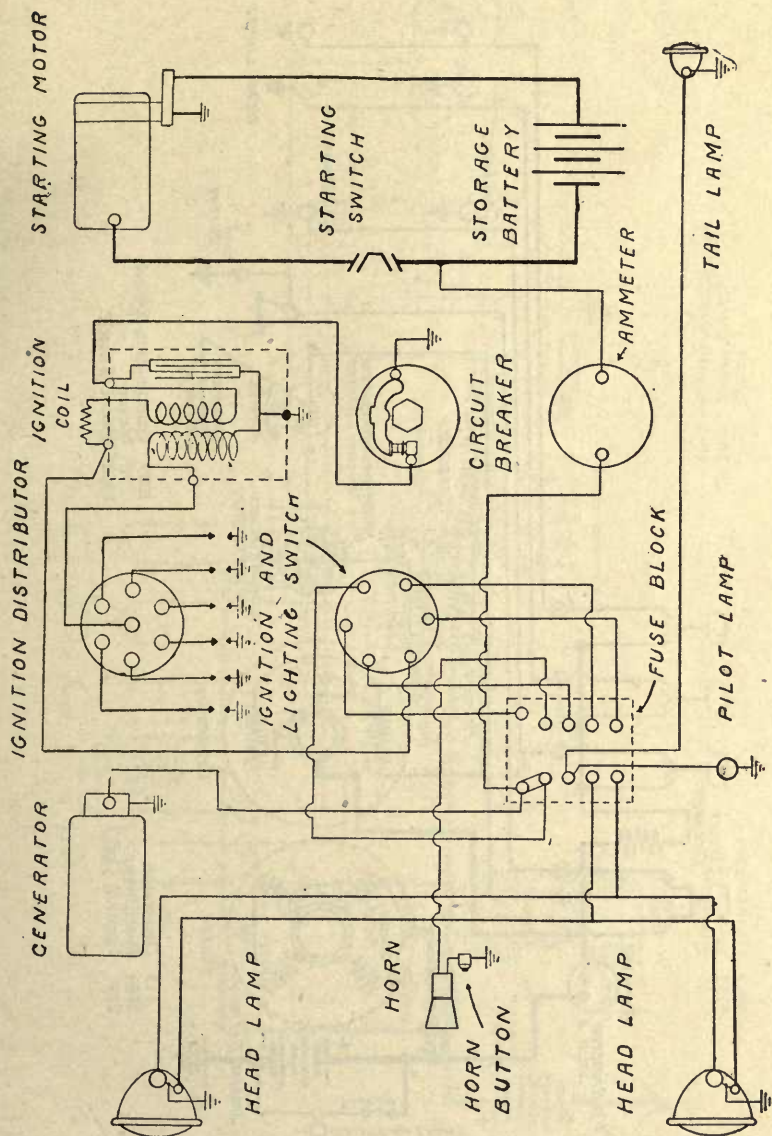 STARTING MOTOR
STARTING
SWITCH
STORAGE
BATTERY
TAIL LAMP
IGNITION
COIL
CIRCUIT
BREAKER
AMMETER
IGNITION DISTRIBUTOR
IGNITION AND
LIGHTING SWITCH
FUSE BLOCK
PILOT LAMP
GENERATOR
HORN
HEAD LAMP
HORN
BUTTON
HEAD LAMP